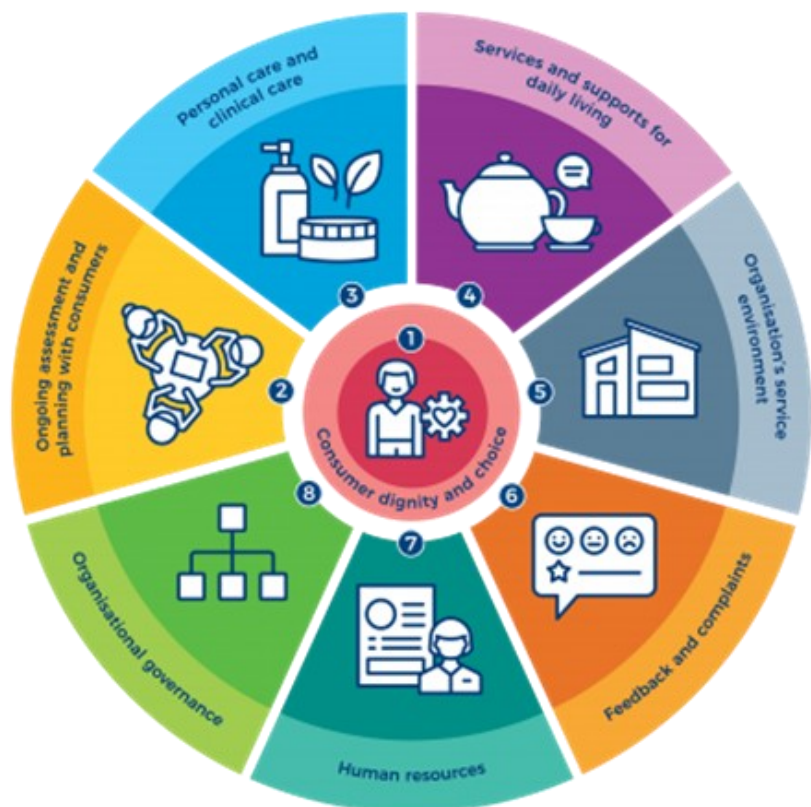 1
Consumer dignity and choice
2
Ongoing assessment and
planning with consumers
3
Personal care and
clinical care
4
Services and supports for
daily living
5
Organisation's service
environment
6
Feedback and complaints
7
Human resources
8
Organisational governance